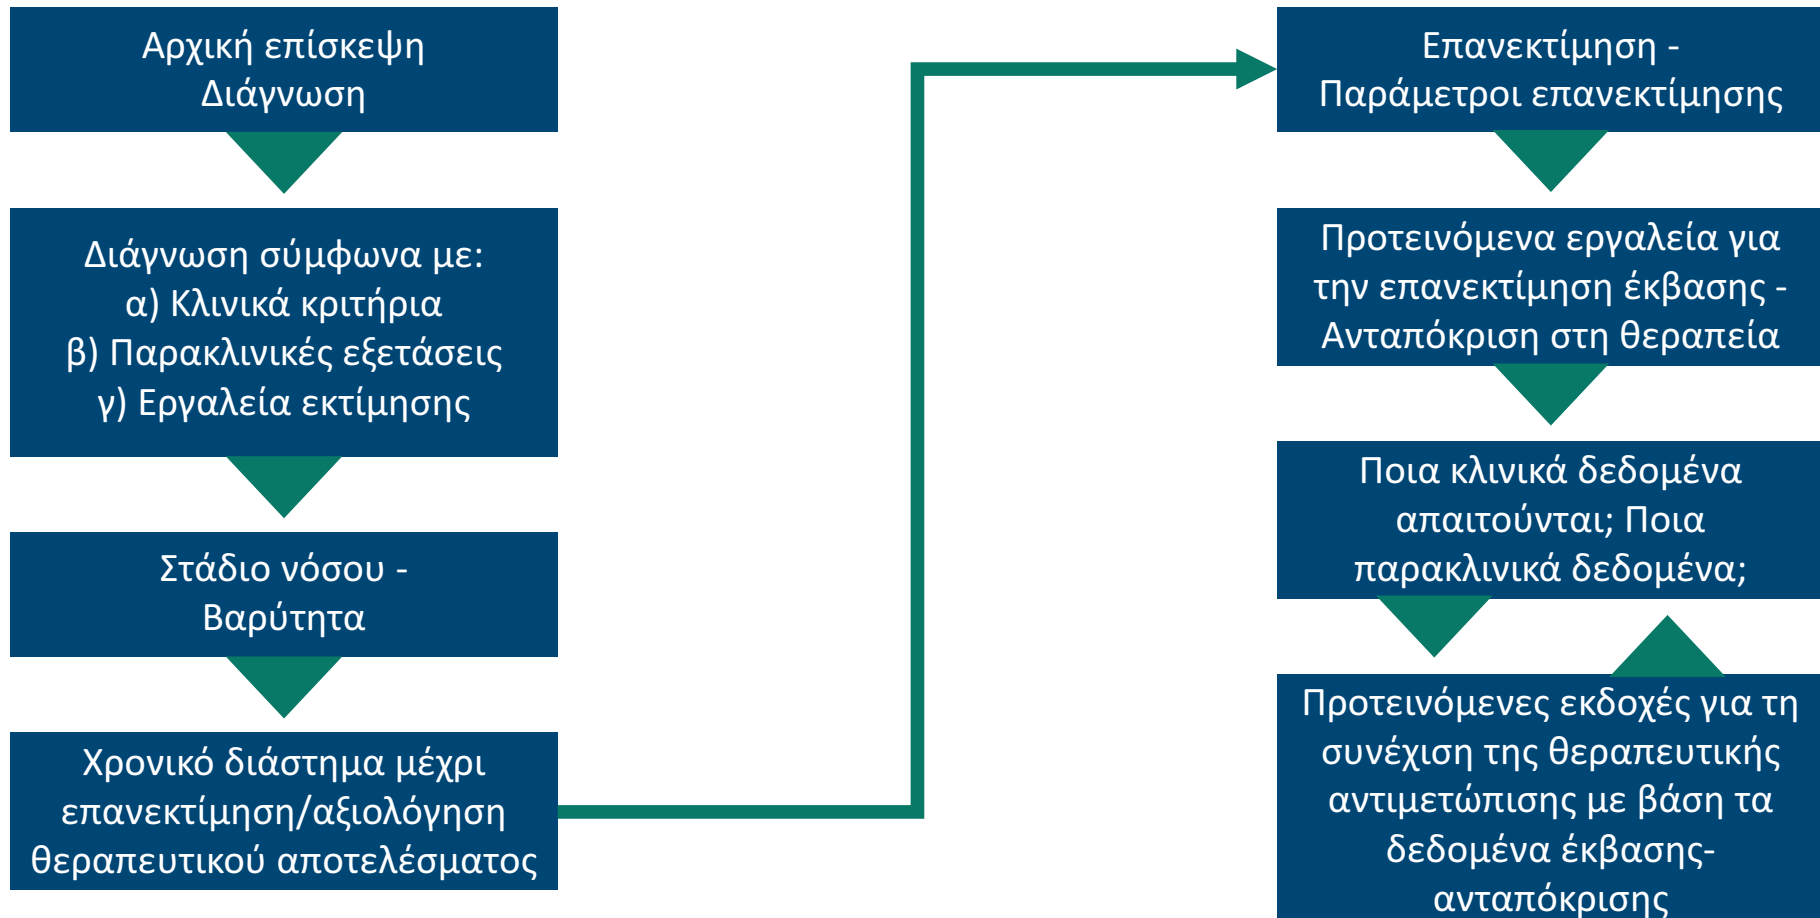 Αρχική επίσκεψη
Διάγνωση
Διάγνωση σύμφωνα με:
α) Κλινικά κριτήρια
β) Παρακλινικές εξετάσεις
γ) Εργαλεία εκτίμησης
Στάδιο νόσου -
Βαρύτητα
Χρονικό διάστημα μέχρι
επανεκτίμηση/αξιολόγηση
θεραπευτικού αποτελέσματος
Επανεκτίμηση -
Παράμετροι επανεκτίμησης
Προτεινόμενα εργαλεία για
την επανεκτίμηση έκβασης -
Ανταπόκριση στη θεραπεία
Ποια κλινικά δεδομένα
απαιτούνται; Ποια
παρακλινικά δεδομένα;
Προτεινόμενες εκδοχές για τη
συνέχιση της θεραπευτικής
αντιμετώπισης με βάση τα
δεδομένα έκβασης-
ανταπόκρισης